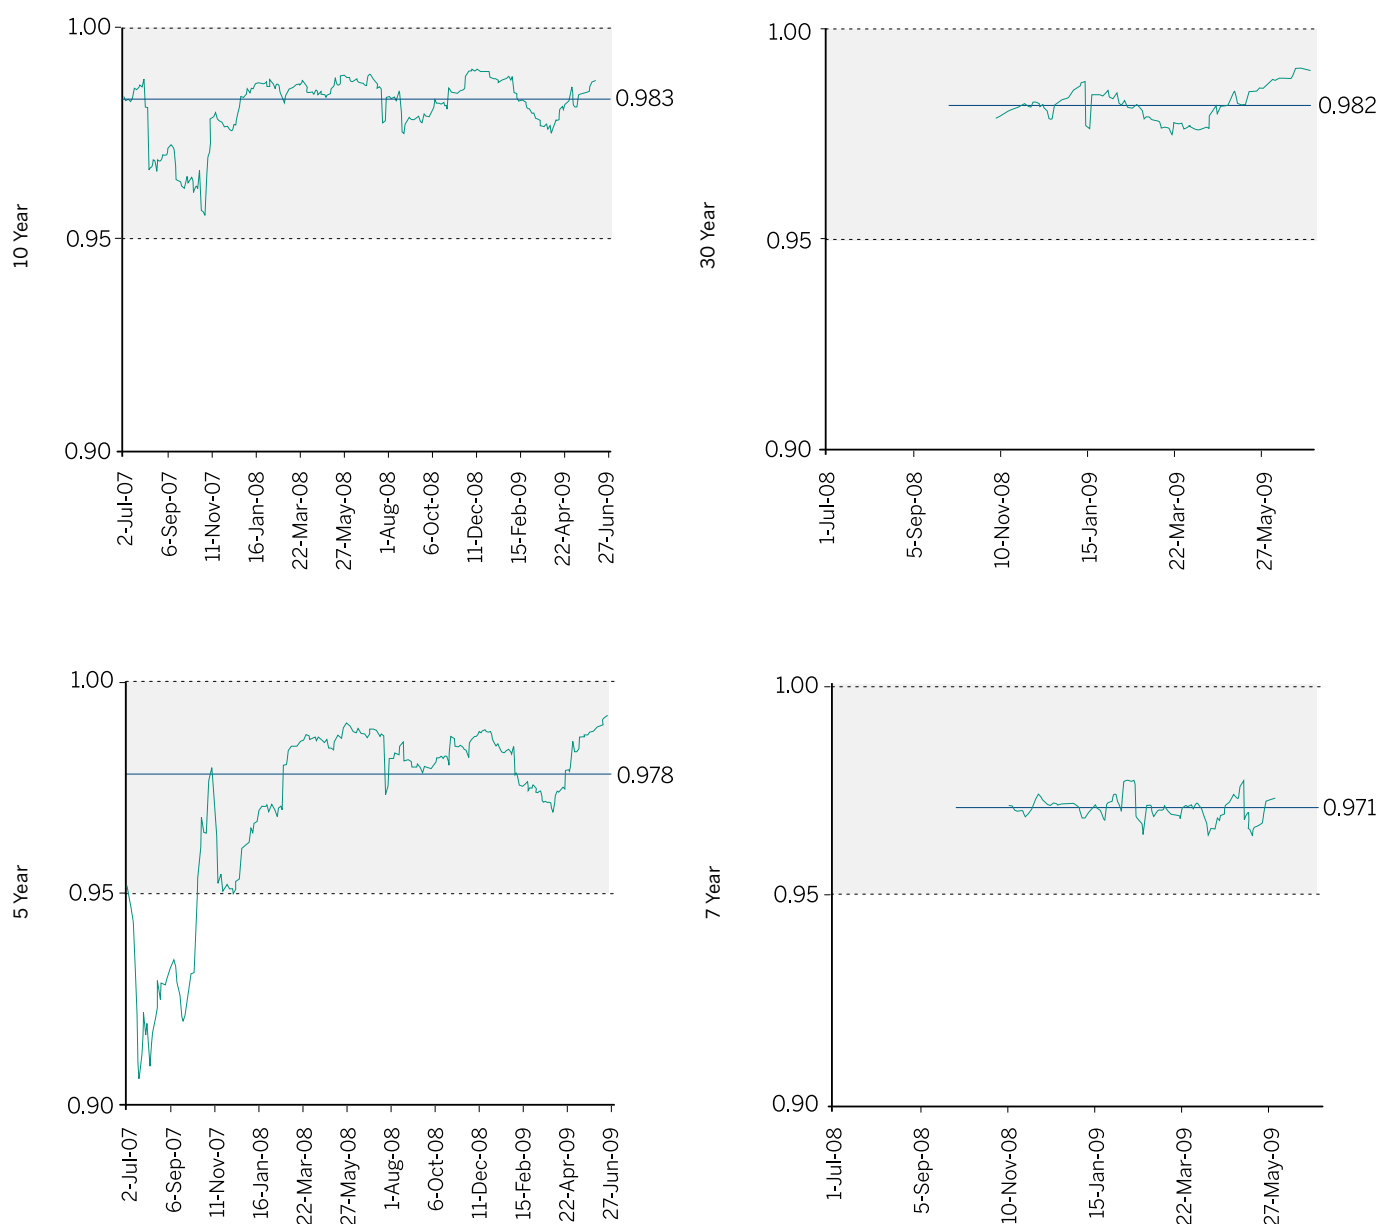 10 Year
1.00
0.95
0.90
0.983
2-Jul-07
6-Sep-07
11-Nov-07
16-Jan-08
22-Mar-08
27-May-08
1-Aug-08
6-Oct-08
11-Dec-08
15-Feb-09
22-Apr-09
27-Jun-09
30 Year
1.00
0.95
0.90
0.982
1-Jul-08
5-Sep-08
10-Nov-08
15-Jan-09
22-Mar-09
27-May-09
5 Year
1.00
0.95
0.90
0.978
2-Jul-07
6-Sep-07
11-Nov-07
16-Jan-08
22-Mar-08
27-May-08
1-Aug-08
6-Oct-08
11-Dec-08
15-Feb-09
22-Apr-09
27-Jun-09
7 Year
1.00
0.95
0.90
0.971
1-Jul-08
5-Sep-08
10-Nov-08
15-Jan-09
22-Mar-09
27-May-09